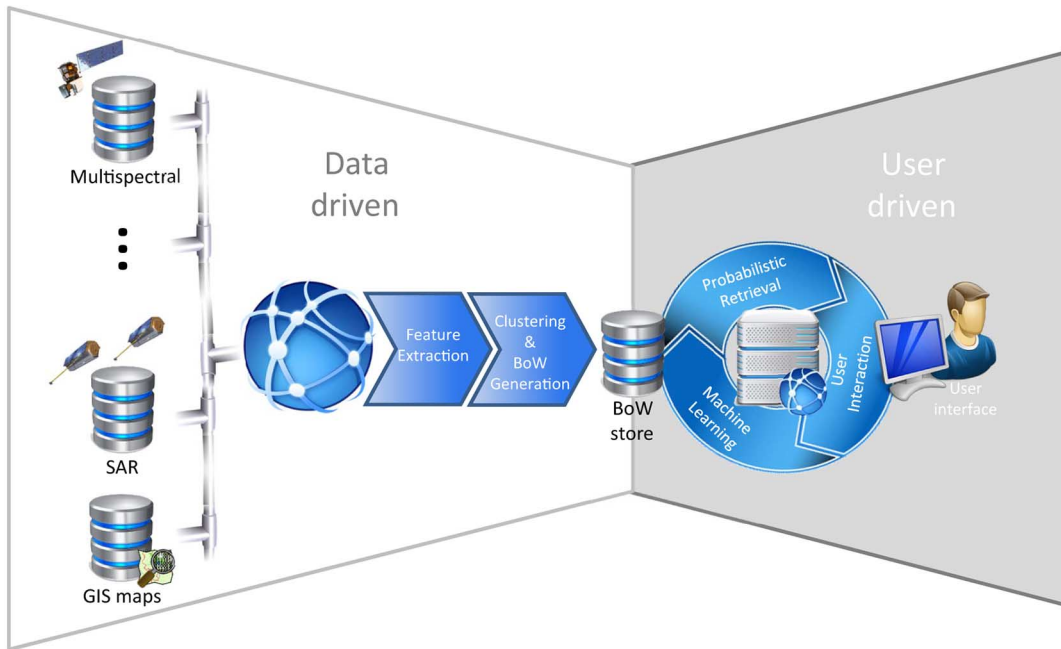 Multispectral
SAR
GIS maps
Data
driven
Feature
Extraction
Clustering
&
BoW
Generation
BoW
store
User
driven
Probabilistic
Retrieval
User
Interaction
Machine
Learning
User
interface